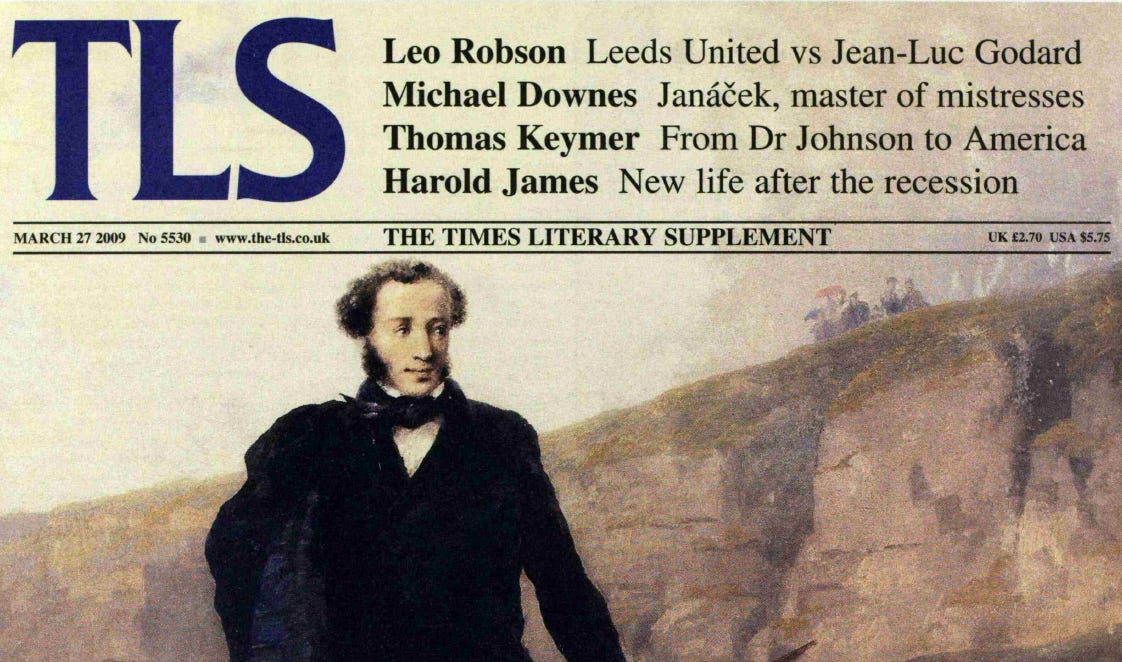 TLS
Leo Robson Leeds United vs Jean-Luc Godard
Michael Downes Janáček, master of mistresses
Thomas Keymer From Dr Johnson to America
Harold James New life after the recession
MARCH 27 2009 No 5530 ■ www.the-tls.co.uk THE TIMES LITERARY SUPPLEMENT UK £2.70 USA $5.75